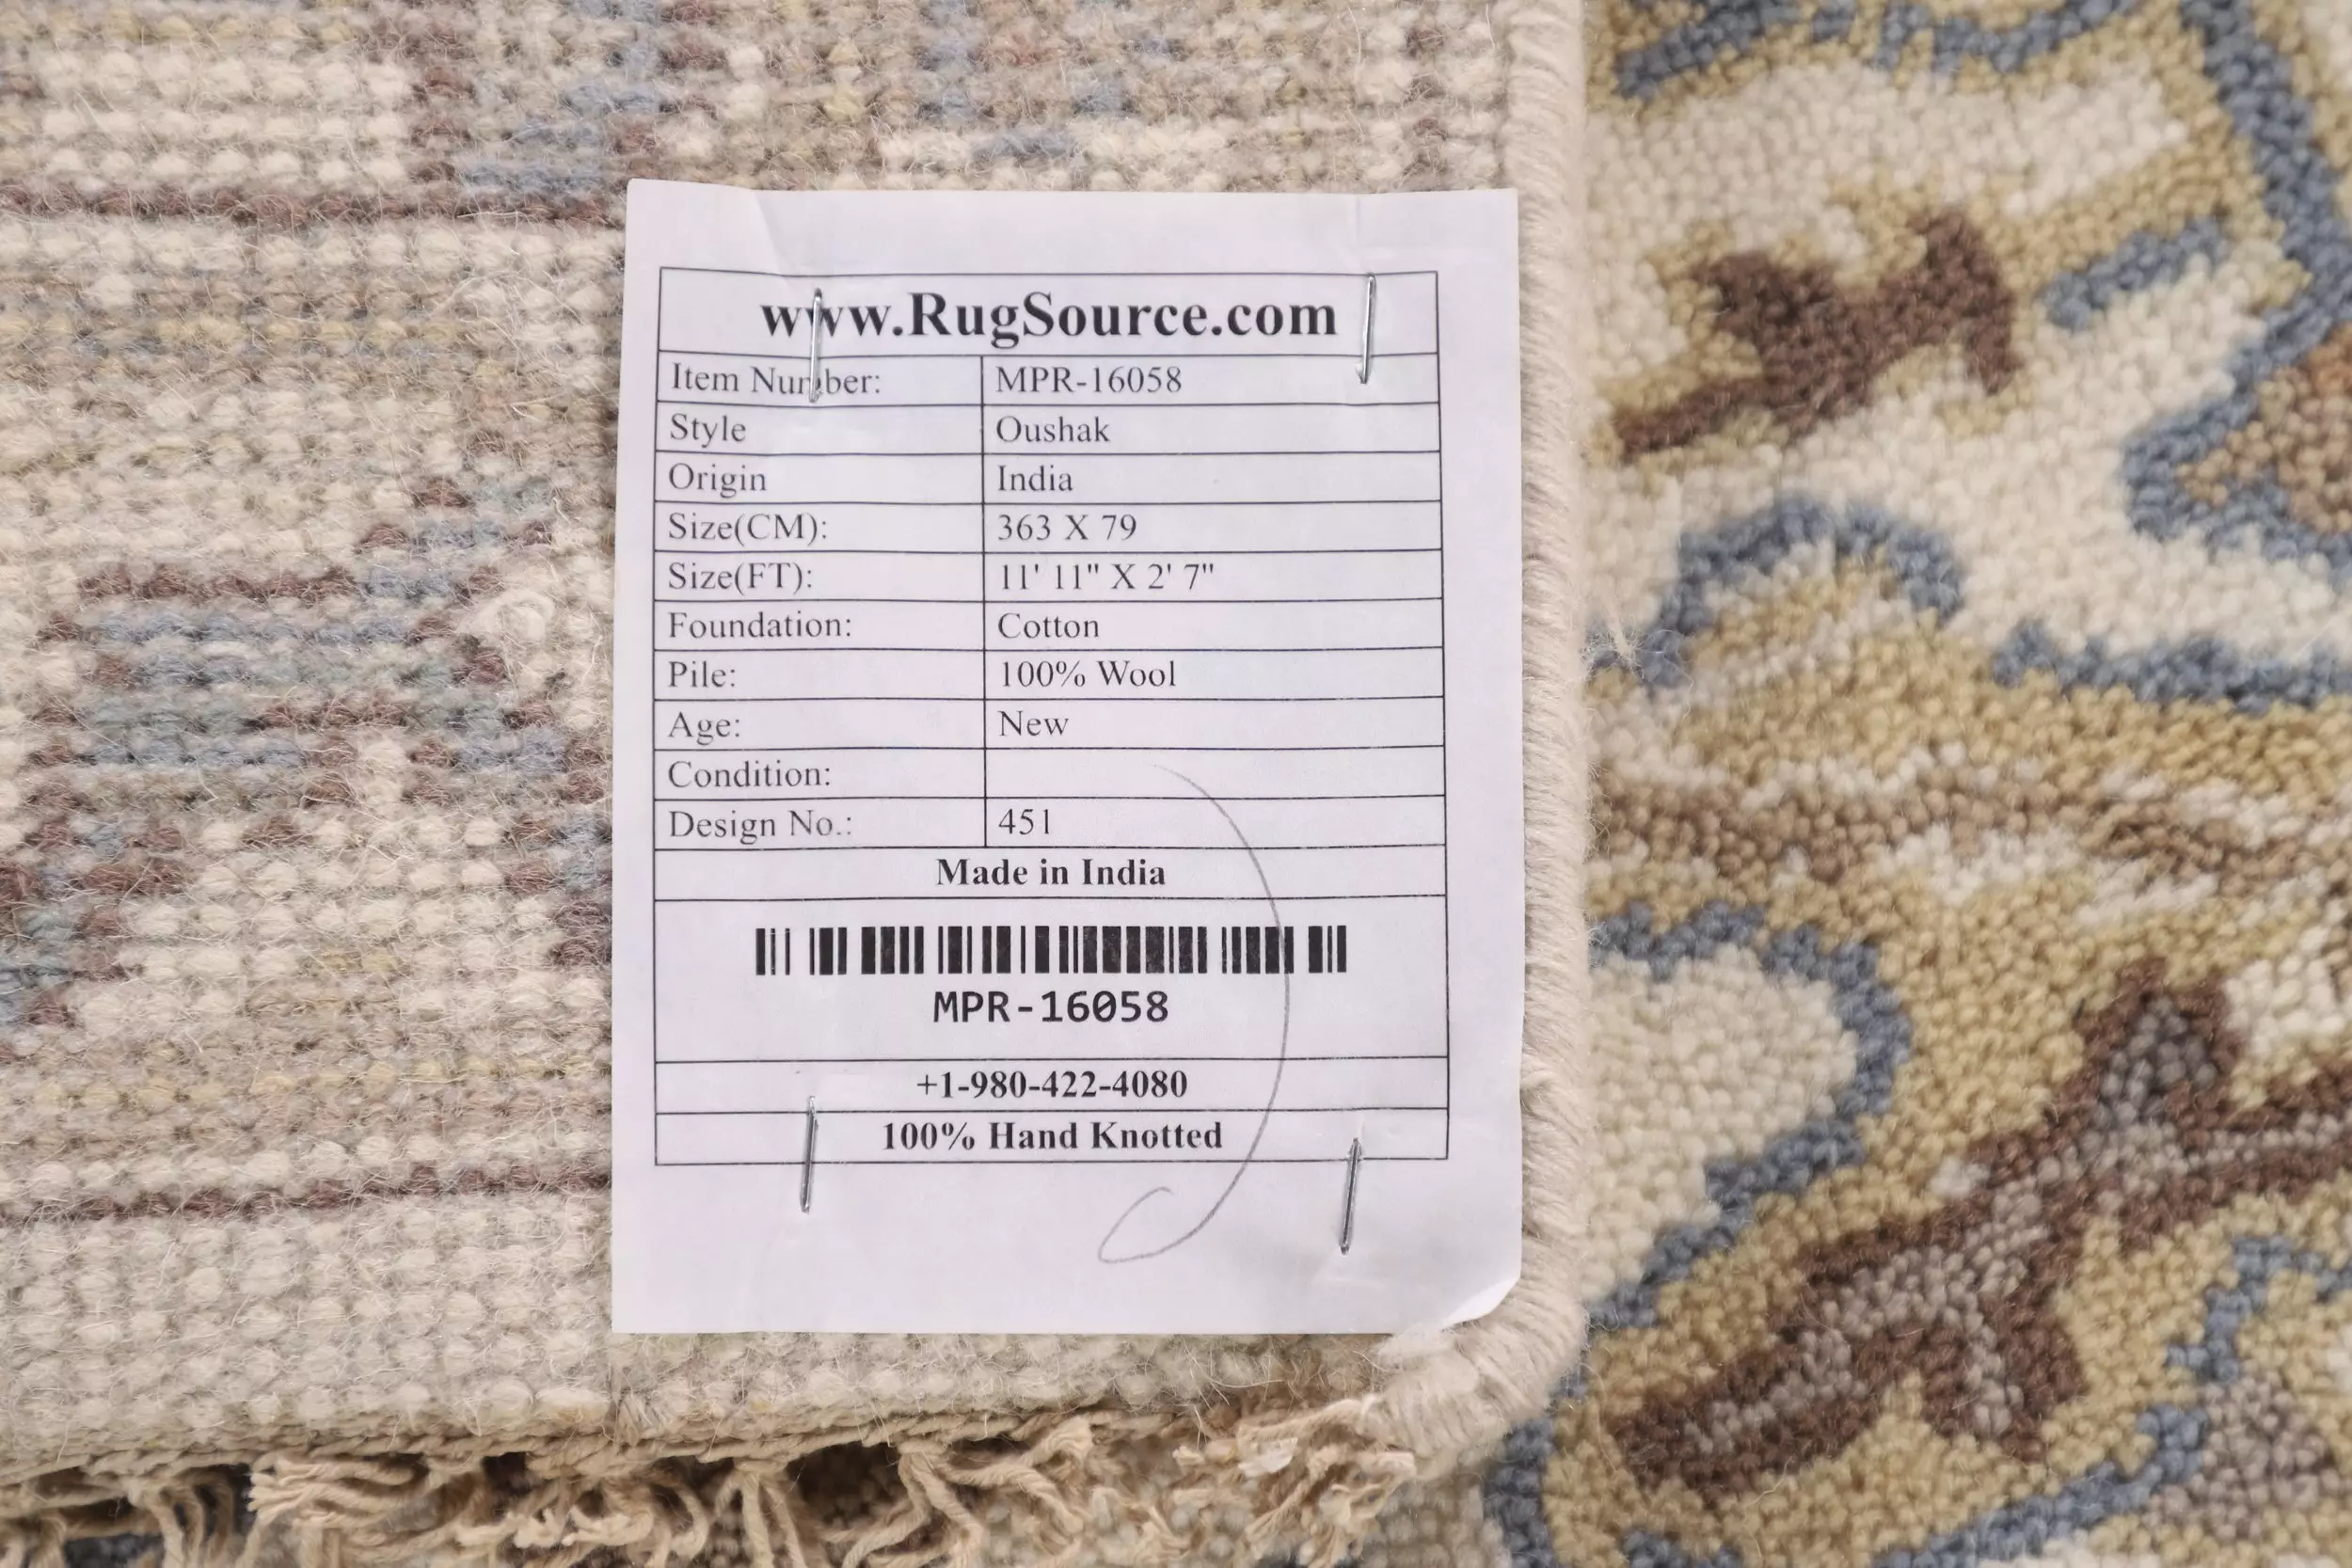 www.RugSource.com
Item Number: MPR-16058
Style Oushak
Origin India
Size(CM): 363 X 79
Size(FT): 11' 11" X 2' 7"
Foundation: Cotton
Pile: 100% Wool
Age: New
Condition:
Design No.: 451
Made in India
MPR-16058
+1-980-422-4080
100% Hand Knotted